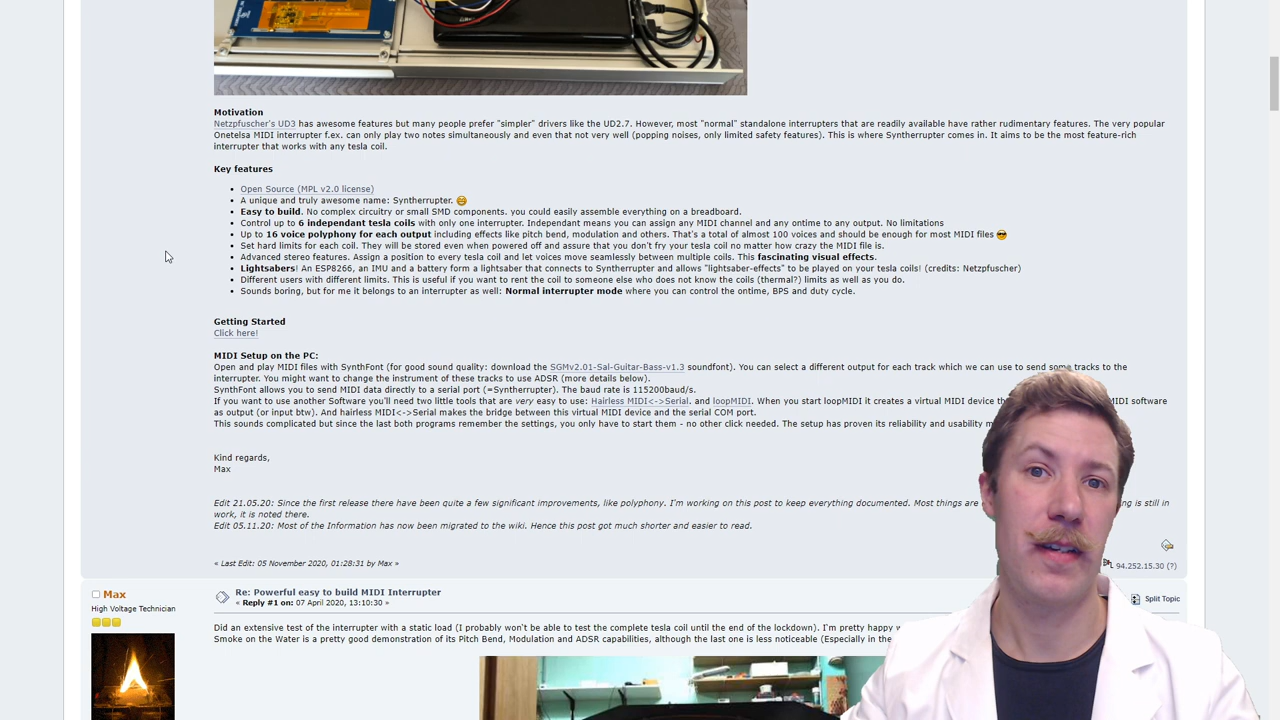 Motivation
Netzpfuscher's UD3 has awesome features but many people prefer "simpler" drivers like the UD2.7. However, most "normal" standalone interrupters that are readily available have rather rudimentary features. The very popular
Onetelsa MIDI interrupter f.ex. can only play two notes simultaneously and even that not very well (popping noises, only limited safety features). This is where Syntherrupter comes in. It aims to be the most feature-rich
interrupter that works with any tesla coil.
Key features
Open Source (MPL v2.0 license)
A unique and truly awesome name: Syntherrupter.
Easy to build. No complex circuitry or small SMD components. you could easily assemble everything on a breadboard.
Control up to 6 independent tesla coils with only one interrupter. Independent means you can assign any MIDI channel and any ontime to any output. No limitations
Up to 16 voice polyphony for each output including effects like pitch bend, modulation and others. That's a total of almost 100 voices and should be enough for most MIDI files
Set hard limits for each coil. They will be stored even when powered off and assure that you don't fry your tesla coil no matter how crazy the MIDI file is.
Advanced stereo features. Assign a position to every tesla coil and let voices move seamlessly between multiple coils. This fascinating visual effects.
Lightsabers! An ESP8266, an IMU and a battery form a lightsaber that connects to Syntherrupter and allows "lightsaber-effects" to be played on your tesla coils! (credits: Netzpfuscher)
Different users with different limits. This is useful if you want to rent the coil to someone else who does not know the coils (thermal?) limits as well as you do.
Sounds boring, but for me it belongs to an interrupter as well: Normal interrupter mode where you can control the ontime, BPS and duty cycle.
Getting Started
Click here!
MIDI Setup on the PC:
Open and play MIDI files with SynthFont (for good sound quality: download the SGMv2.01-Sal-Guitar-Bass-v1.3 soundfont). You can select a different output for each track which we can use to send some tracks to the
interrupter. You might want to change the instrument of these tracks to use ADSR (more details below).
SynthFont allows you to send MIDI data directly to a serial port (=Syntherrupter). The baud rate is 115200baud/s.
If you want to use another Software you'll need two little tools that are very easy to use: Hairless MIDI<->Serial. and loopMIDI. When you start loopMIDI it creates a virtual MIDI device MIDI software
as output (or input btw). And hairless MIDI<->Serial makes the bridge between this virtual MIDI device and the serial COM port.
This sounds complicated but since the last both programs remember the settings, you only have to start them - no other click needed. The setup has proven its reliability and usability
Kind regards,
Max
Edit 21.05.20: Since the first release there have been quite a few significant improvements, like polyphony. I'm working on this post to keep everything documented. Most things are is still in
work, it is noted there.
Edit 05.11.20: Most of the Information has now been migrated to the wiki. Hence this post got much shorter and easier to read.
« Last Edit: 05 November 2020, 01:28:31 by Max »
94.252.15.30 (?)
Max
High Voltage Technician
Re: Powerful easy to build MIDI Interrupter
« Reply #1 on: 07 April 2020, 13:10:30 »
Split Topic
Did an extensive test of the interrupter with a static load (I probably won't be able to test the complete tesla coil until the end of the lockdown). I'm pretty happy
Smoke on the Water is a pretty good demonstration of its Pitch Bend, Modulation and ADSR capabilities, although the last one is less noticeable (Especially in the